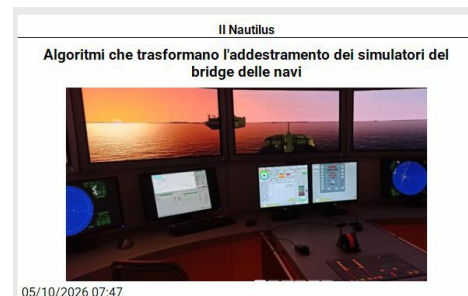 Il Nautilus
Algoritmi che trasformano l'addestramento dei simulatori del
bridge delle navi
05/10/2026 07:47